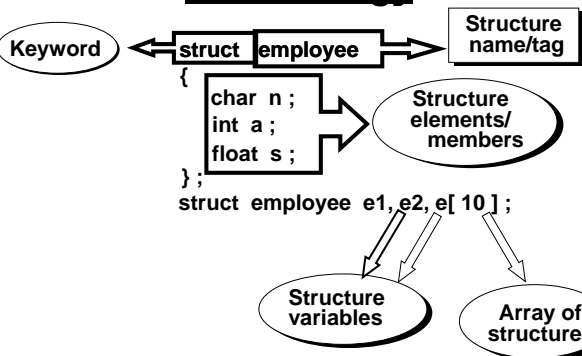 Structure
name/tag
Keyword
struct employee
{
char n ;
int a ;
float s ;
Structure
elements/
members
} ;
struct employee e1, e2, e[ 10 ] ;
Structure
variables
Array of
structure